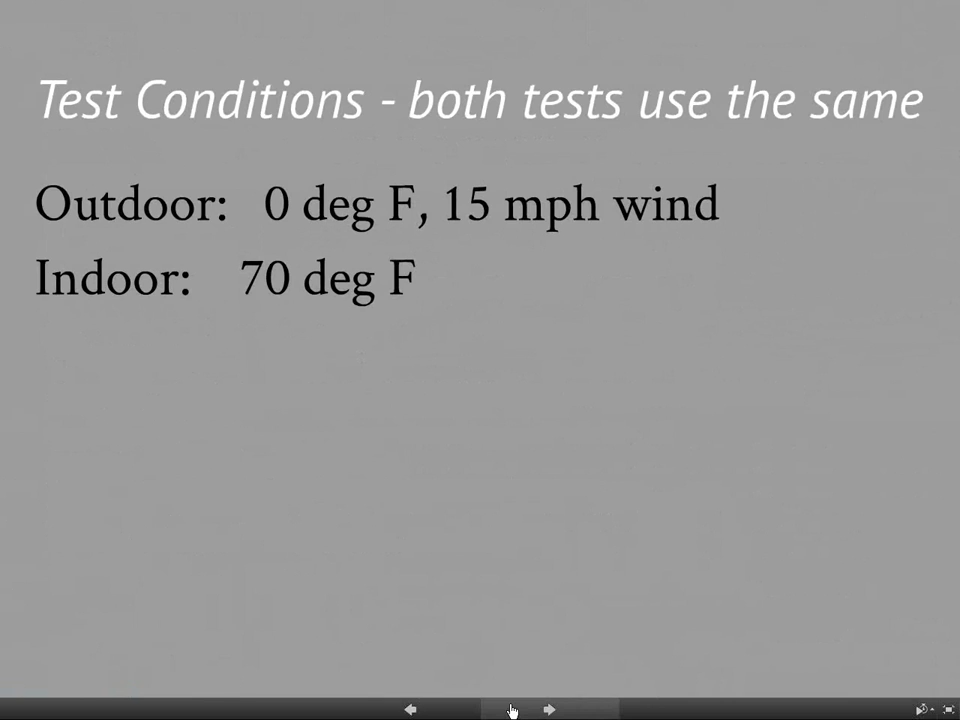 Test Conditions - both tests use the same
Outdoor: 0 deg F, 15 mph wind
Indoor: 70 deg F